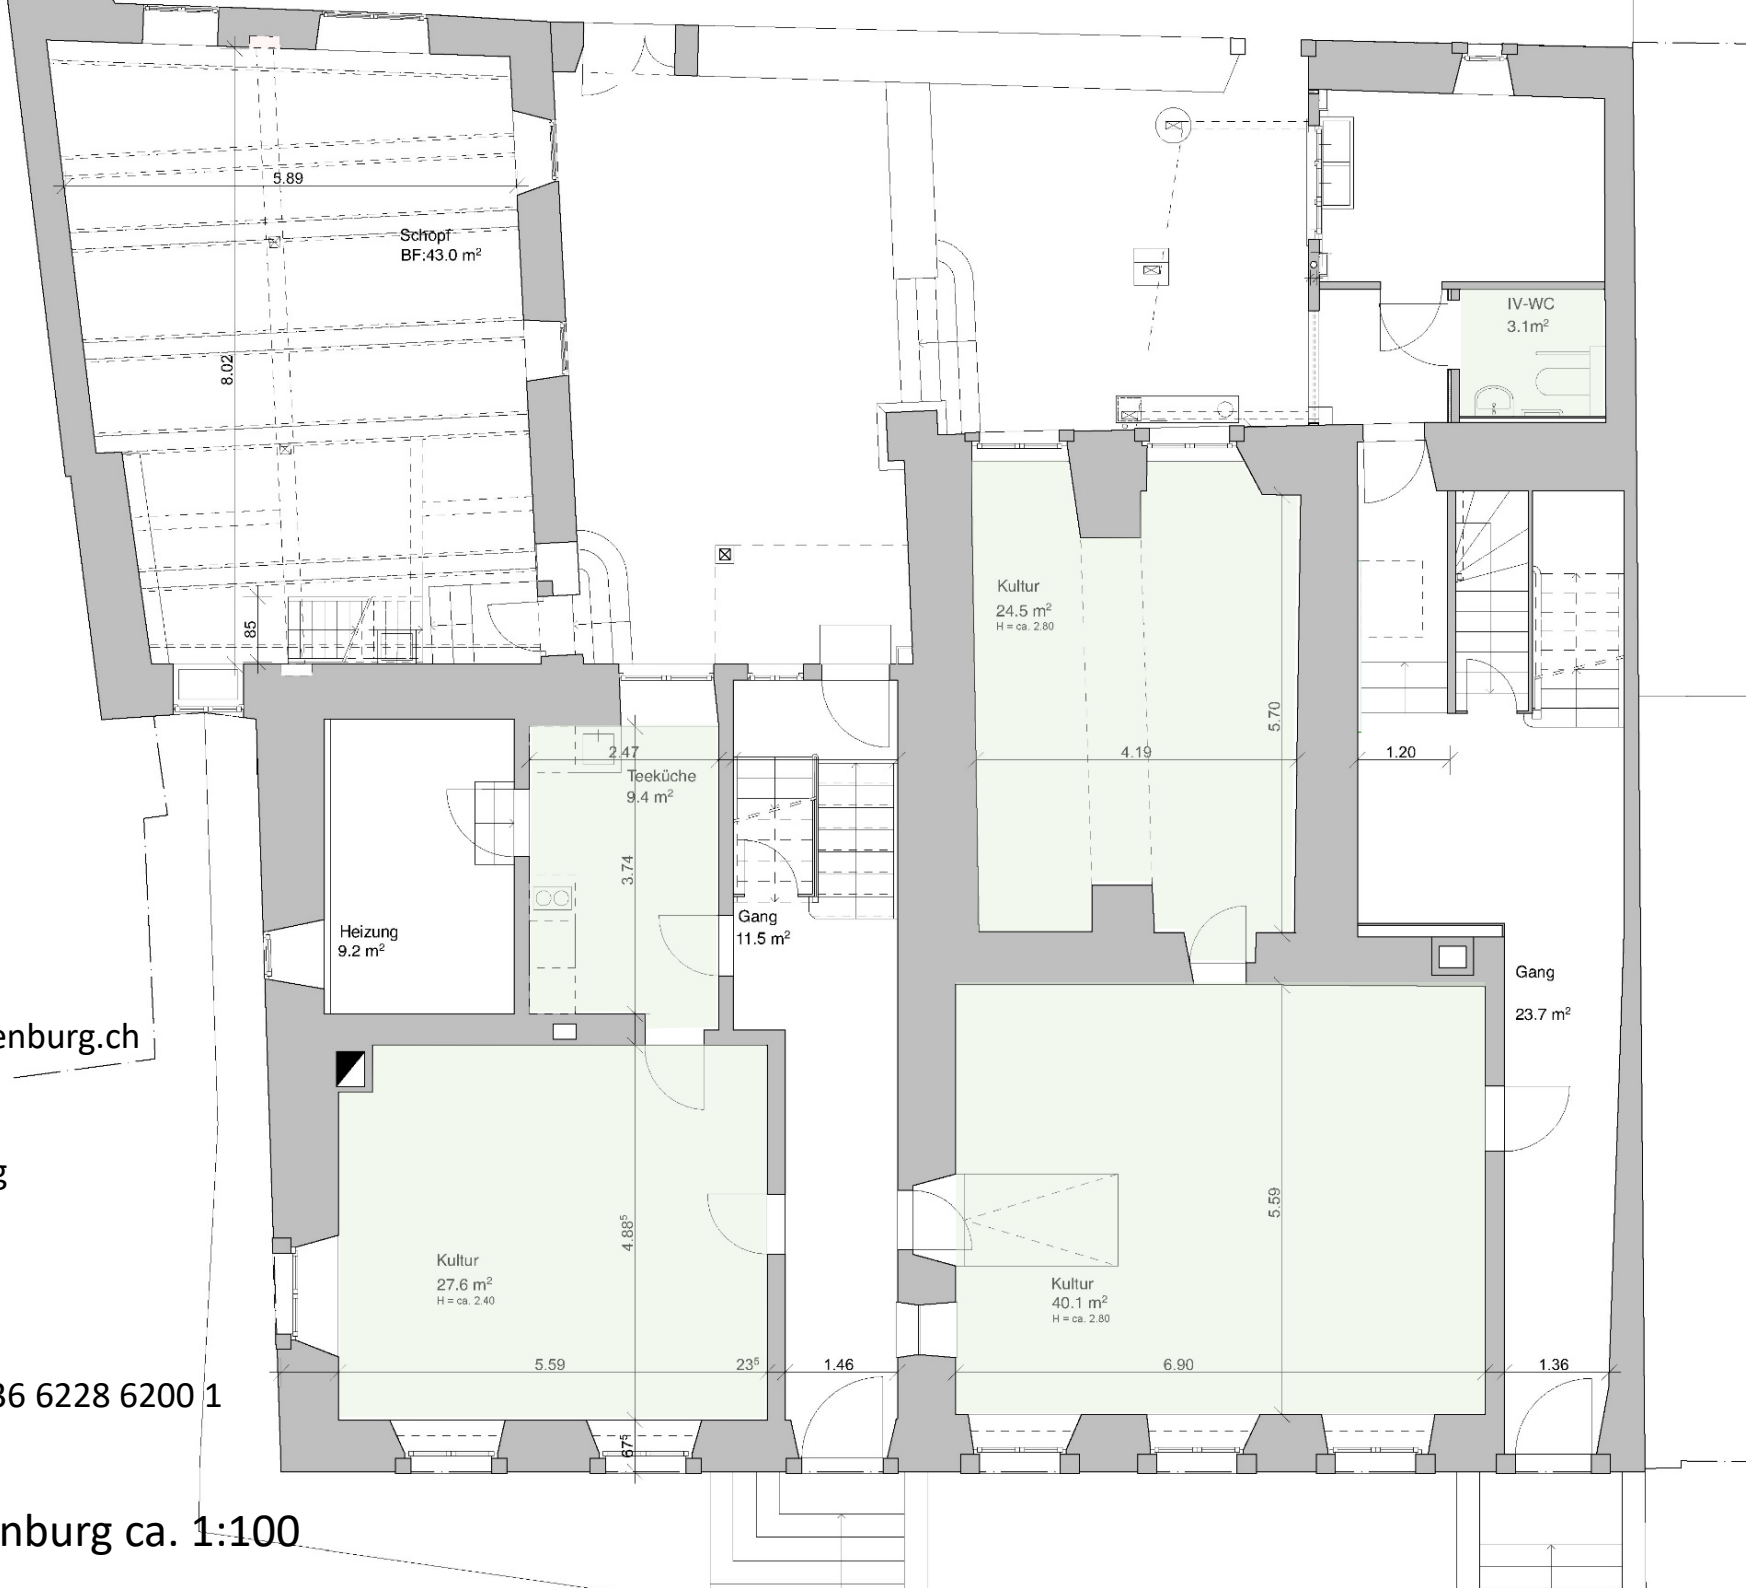 5.89
Schopf
BF:43.0 m²
IV-WC
3.1m²
8.02
Kultur
24.5 m²
H = ca. 2.80
85
5.70
2.47
4.19
1.20
Teeküche
9.4 m²
3.74
Gang
11.5 m²
Heizung
9.2 m²
Gang
23.7 m²
enburg.ch
g
4.88⁵
5.59
Kultur
27.6 m²
H = ca. 2.40
Kultur
40.1 m²
H = ca. 2.80
5.59
23⁵
1.46
6.90
1.36
36 6228 6200 1
67⁵
nburg ca. 1:100